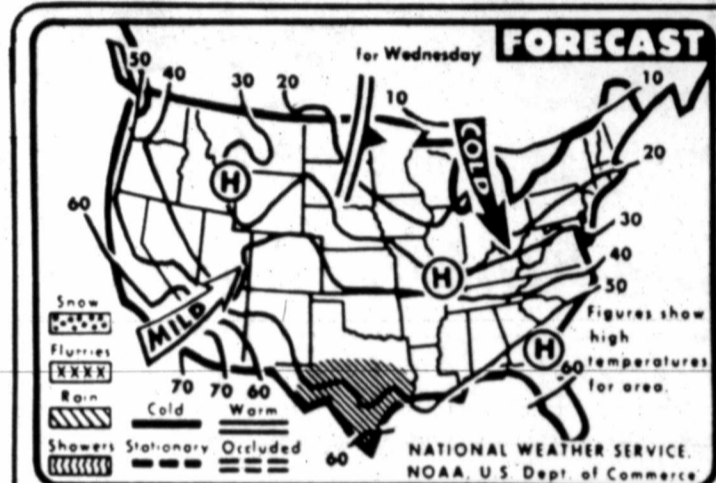 FORECAST
for Wednesday
50
40
30
20
10
10
COLD
20
H
60
30
H
40
50
MILD
Snow
Flurries
Rain
Showers
70
70
60
Cold
Warm
Stationary
Occluded
60
H
60
Figures show
high
temperatures
for area.
NATIONAL WEATHER SERVICE,
NOAA, U.S. Dept. of Commerce